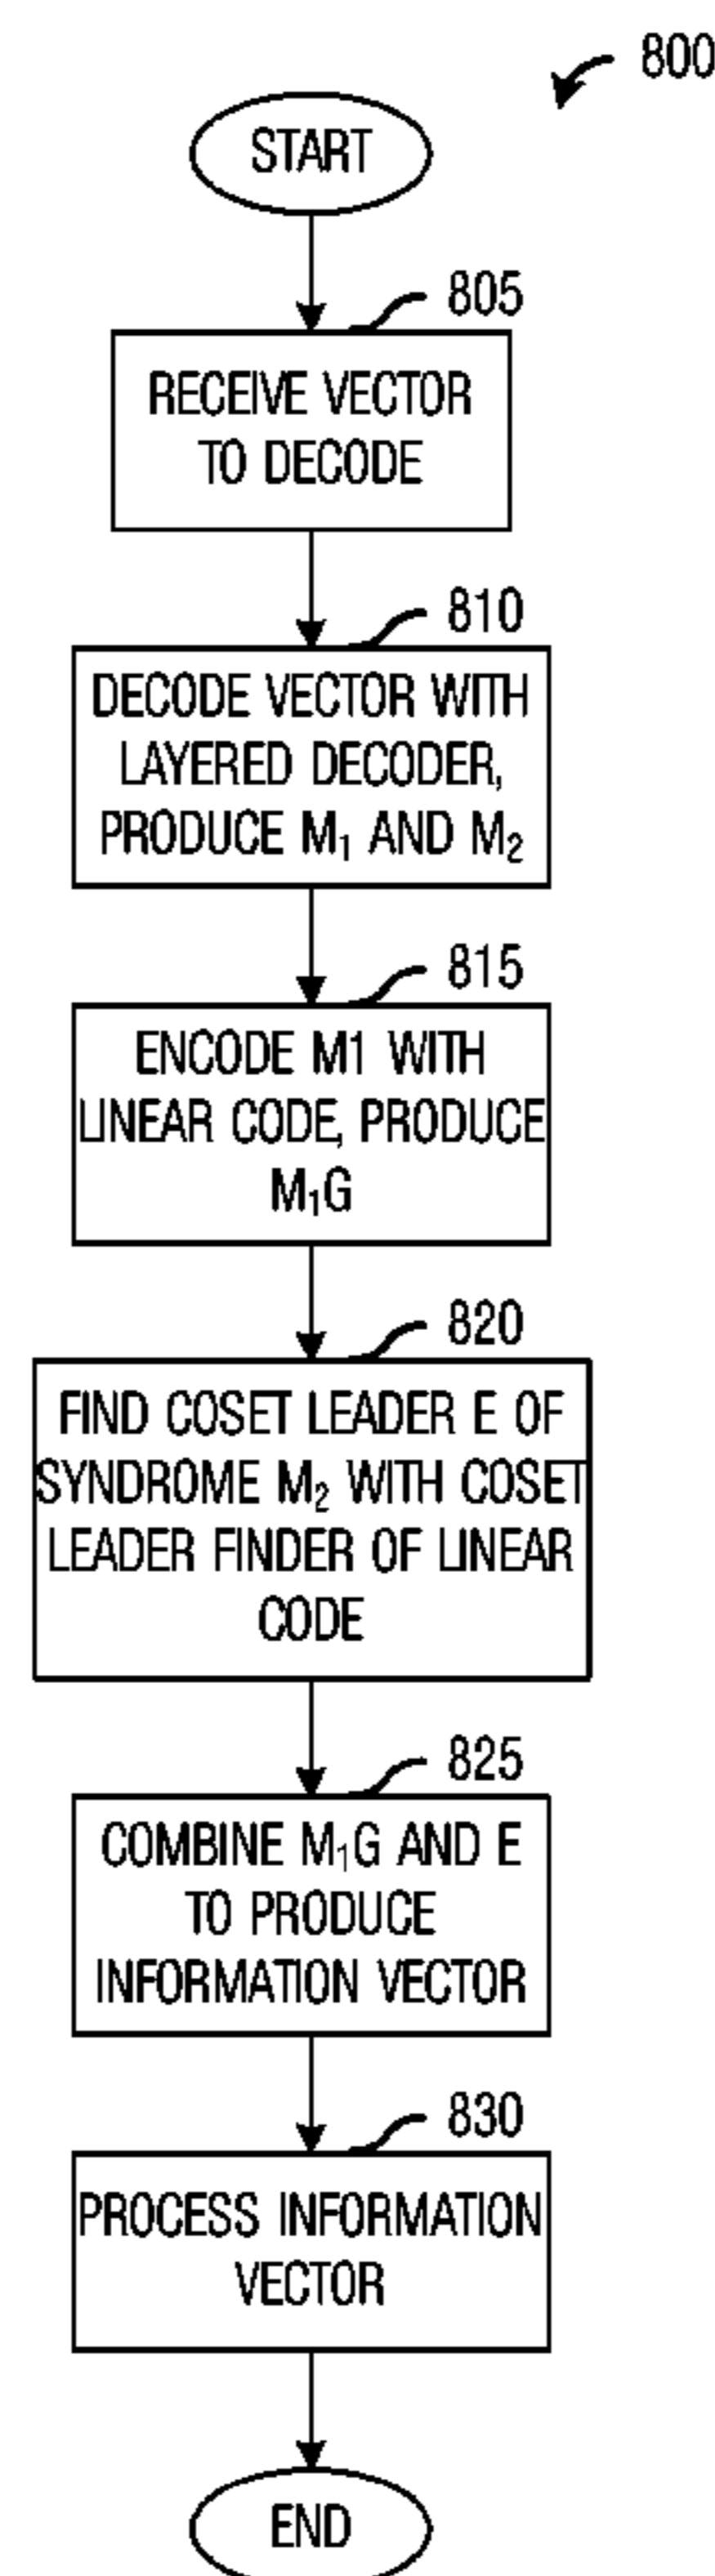 800
START
805
RECEIVE VECTOR
TO DECODE
810
DECODE VECTOR WITH
LAYERED DECODER,
PRODUCE M₁ AND M₂
815
ENCODE M1 WITH
LINEAR CODE, PRODUCE
M₁G
820
FIND COSET LEADER E OF
SYNDROME M₂ WITH COSET
LEADER FINDER OF LINEAR
CODE
825
COMBINE M₁G AND E
TO PRODUCE
INFORMATION VECTOR
830
PROCESS INFORMATION
VECTOR
END